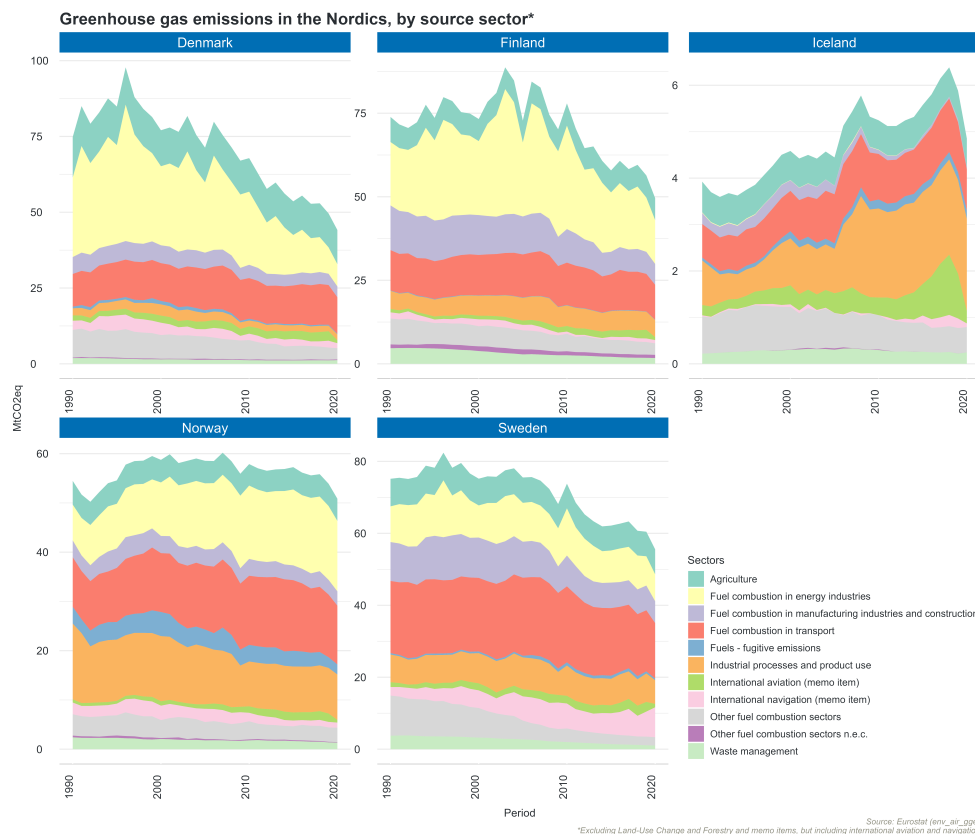 Greenhouse gas emissions in the Nordics, by source sector*
Denmark
Finland
Iceland
100
75
50
25
0
75
50
25
0
6
4
2
0
1990
2000
2010
2020
1990
2000
2010
2020
1990
2000
2010
2020
MtCO2eq
Norway
Sweden
60
40
20
0
80
60
40
20
0
1990
2000
2010
2020
1990
2000
2010
2020
Period
Sectors
Agriculture
Fuel combustion in energy industries
Fuel combustion in manufacturing industries and construction
Fuel combustion in transport
Fuels - fugitive emissions
Industrial processes and product use
International aviation (memo item)
International navigation (memo item)
Other fuel combustion sectors
Other fuel combustion sectors n.e.c.
Waste management
Source: Eurostat (env_air_gge
*Excluding Land-Use Change and Forestry and memo items, but including international aviation and navigatio